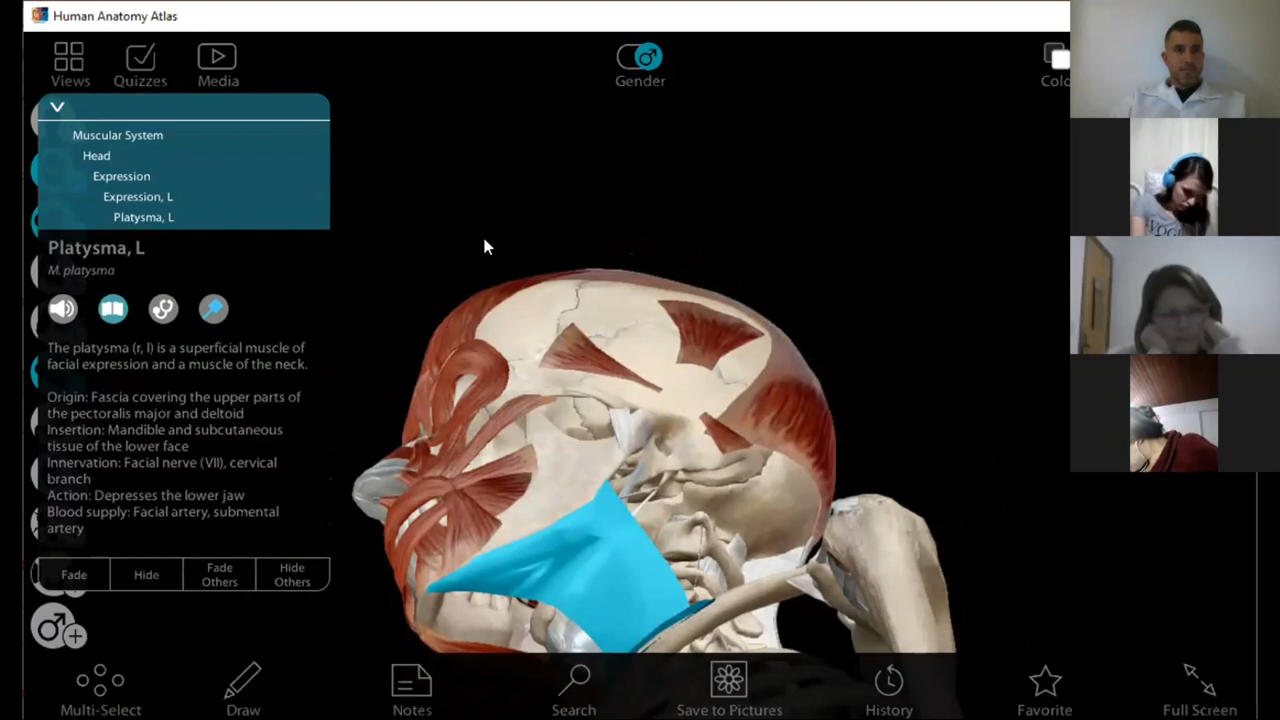 Human Anatomy Atlas
Views
Quizzes
Media
Gender
Colo
Muscular System
Head
Expression
Expression, L
Platysma, L
Platysma, L
M. platysma
The platysma (r, l) is a superficial muscle of
facial expression and a muscle of the neck.
Origin: Fascia covering the upper parts of
the pectoralis major and deltoid
Insertion: Mandible and subcutaneous
tissue of the lower face
Innervation: Facial nerve (VII), cervical
branch
Action: Depresses the lower jaw
Blood supply: Facial artery, submental
artery
Fade
Hide
Fade
Others
Hide
Others
Multi-Select
Draw
Notes
Search
Save to Pictures
History
Favorite
Full Screen